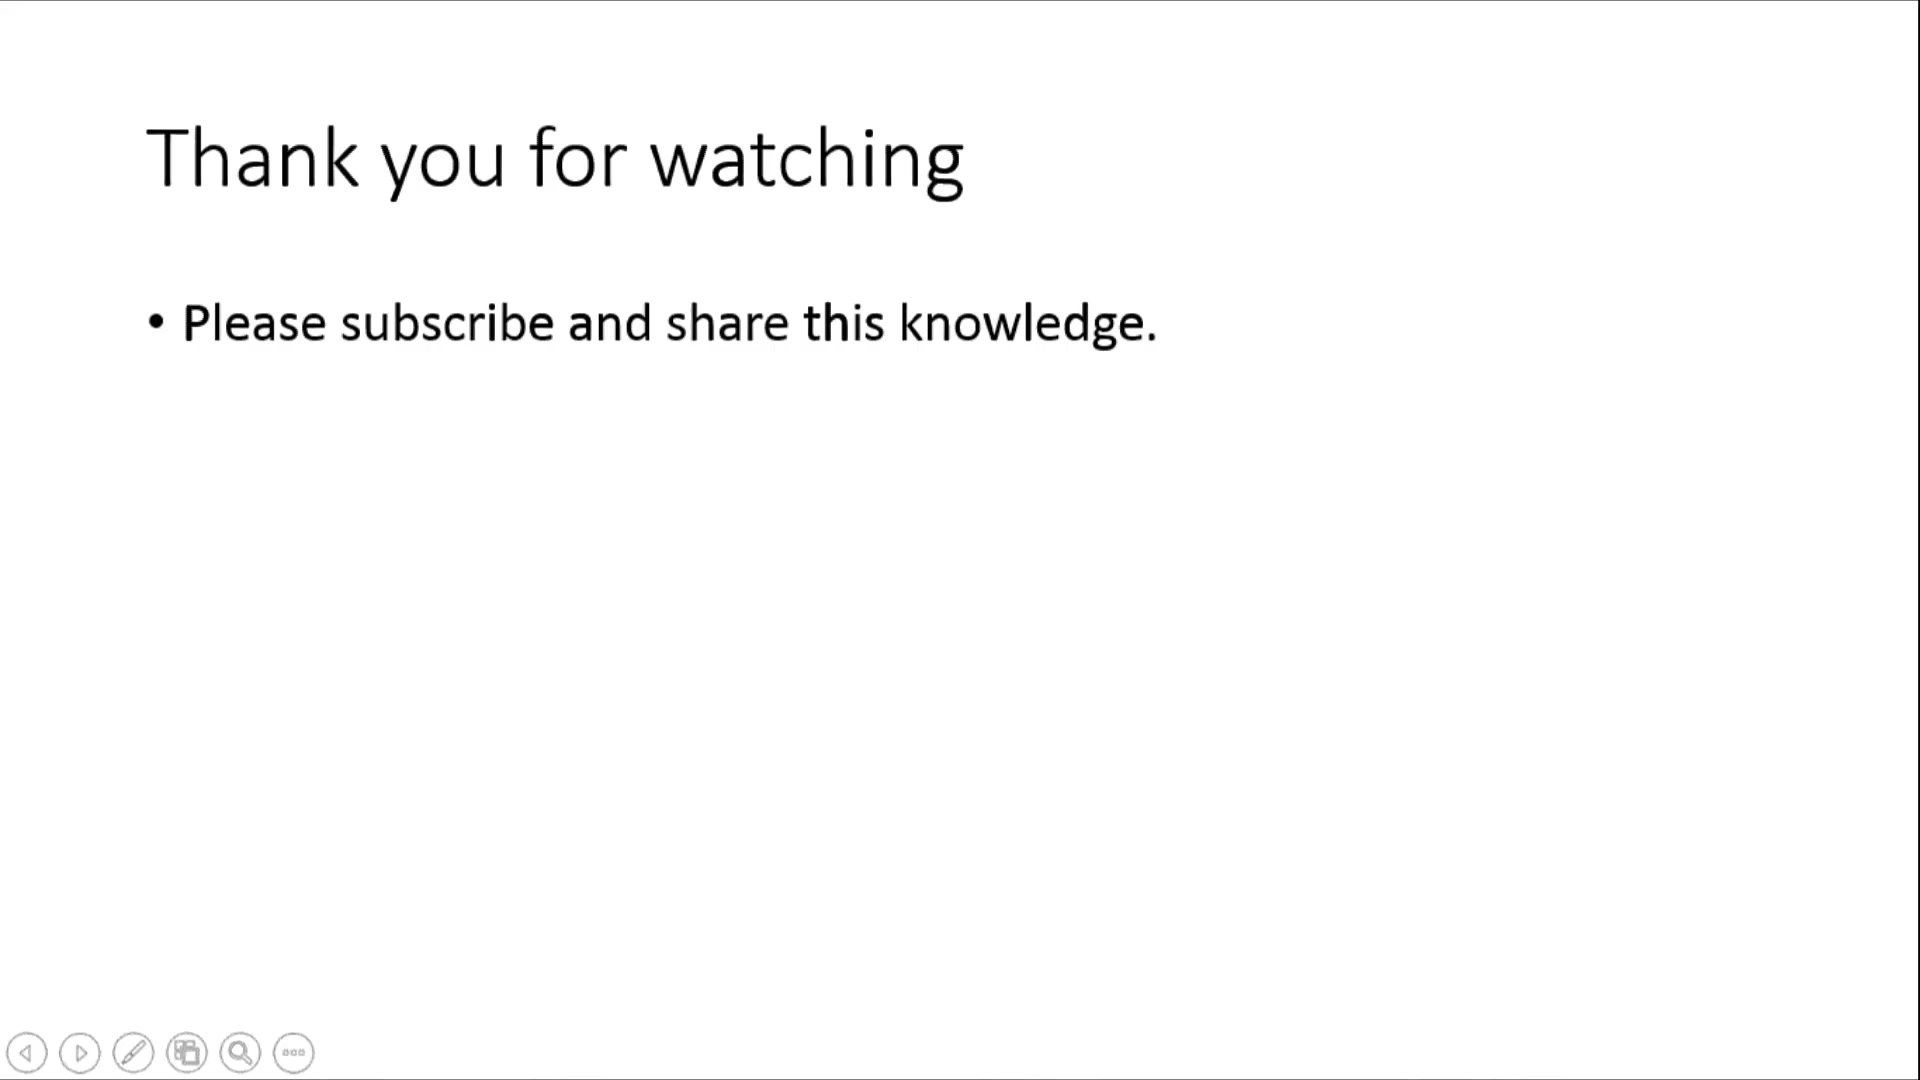 Thank you for watching
• Please subscribe and share this knowledge.